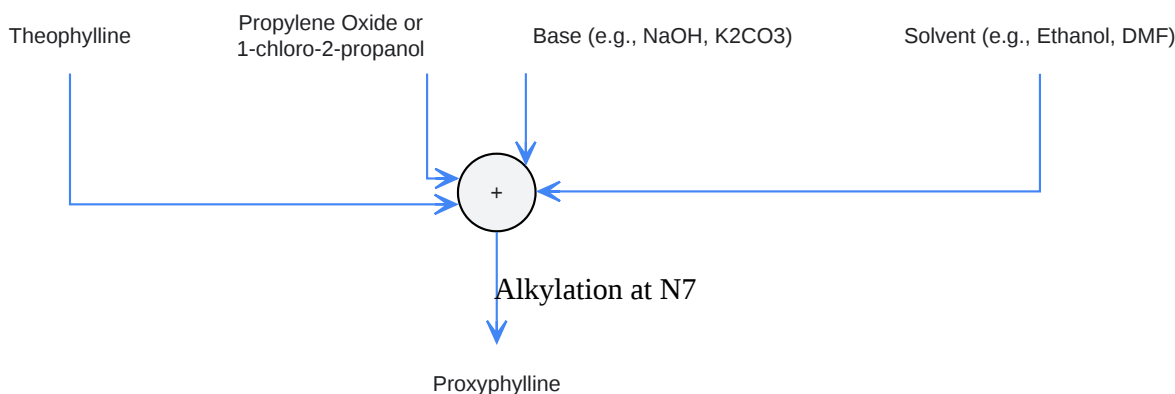 Theophylline
Propylene Oxide or
1-chloro-2-propanol
Base (e.g., NaOH, K2CO3)
Solvent (e.g., Ethanol, DMF)
+
Alkylation at N7
Proxyphylline